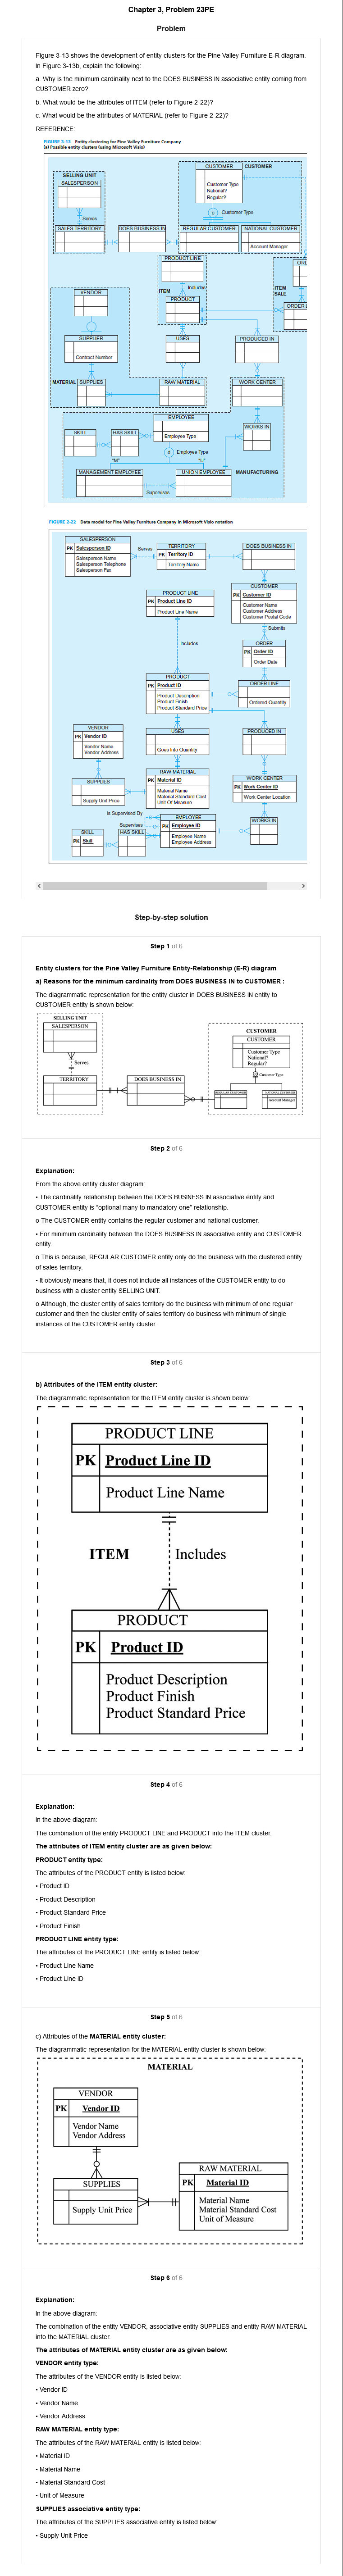 Chapter 3, Problem 23PE
Problem
Figure 3-13 shows the development of entity clusters for the Pine Valley Furniture E-R diagram.
In Figure 3-13b, explain the following:
a. Why is the minimum cardinality next to the DOES BUSINESS IN associative entity coming from
CUSTOMER zero?
b. What would be the attributes of ITEM (refer to Figure 2-22)?
c. What would be the attributes of MATERIAL (refer to Figure 2-22)?
REFERENCE:
FIGURE 3-13 Entity clustering for Pine Valley Furniture Company
(a) Possible entity clusters (using Microsoft Visio)
SELLING UNIT
SALESPERSON
Serves
SALES TERRITORY
DOES BUSINESS IN
CUSTOMER
CUSTOMER
Customer Type
National?
Regular?
Customer Type
REGULAR CUSTOMER
NATIONAL CUSTOMER
Account Manager
PRODUCT LINE
Includes
ITEM
PRODUCT
ORD
ITEM
SALE
ORDER
VENDOR
SUPPLIER
Contract Number
USES
PRODUCED IN
MATERIAL
SUPPLIES
RAW MATERIAL
WORK CENTER
EMPLOYEE
Employee Type
SKILL
HAS SKILL
WORKS IN
Employee Type
"M"
"U"
MANAGEMENT EMPLOYEE
UNION EMPLOYEE
MANUFACTURING
Supervises
FIGURE 2-22 Data model for Pine Valley Furniture Company in Microsoft Visio notation
SALESPERSON
PK Salesperson ID
Salesperson Name
Salesperson Telephone
Salesperson Fax
Serves
TERRITORY
PK Territory ID
Territory Name
DOES BUSINESS IN
CUSTOMER
PK Customer ID
Customer Name
Customer Address
Customer Postal Code
PRODUCT LINE
PK Product Line ID
Product Line Name
Submits
Includes
ORDER
PK Order ID
Order Date
PRODUCT
PK Product ID
Product Description
Product Finish
Product Standard Price
ORDER LINE
Ordered Quantity
VENDOR
PK Vendor ID
Vendor Name
Vendor Address
USES
Goes Into Quantity
PRODUCED IN
SUPPLIES
Supply Unit Price
RAW MATERIAL
PK Material ID
Material Name
Material Standard Cost
Unit Of Measure
WORK CENTER
PK Work Center ID
Work Center Location
Is Supervised By
Supervises
EMPLOYEE
PK Employee ID
Employee Name
Employee Address
WORKS IN
SKILL
PK Skill
HAS SKILL
Step-by-step solution
Step 1 of 6
Entity clusters for the Pine Valley Furniture Entity-Relationship (E-R) diagram
a) Reasons for the minimum cardinality from DOES BUSINESS IN to CUSTOMER :
The diagrammatic representation for the entity cluster in DOES BUSINESS IN entity to
CUSTOMER entity is shown below:
SELLING UNIT
SALESPERSON
Serves
TERRITORY
DOES BUSINESS IN
CUSTOMER
CUSTOMER
Customer Type
National?
Regular?
Customer Type
REGULAR CUSTOMER
NATIONAL CUSTOMER
Account Manager
Step 2 of 6
Explanation:
From the above entity cluster diagram:
• The cardinality relationship between the DOES BUSINESS IN associative entity and
CUSTOMER entity is "optional many to mandatory one" relationship.
o The CUSTOMER entity contains the regular customer and national customer.
• For minimum cardinality between the DOES BUSINESS IN associative entity and CUSTOMER
entity.
o This is because, REGULAR CUSTOMER entity only do the business with the clustered entity
of sales territory.
• It obviously means that, it does not include all instances of the CUSTOMER entity to do
business with a cluster entity SELLING UNIT.
o Although, the cluster entity of sales territory do the business with minimum of one regular
customer and then the cluster entity of sales territory do business with minimum of single
instances of the CUSTOMER entity cluster.
Step 3 of 6
b) Attributes of the ITEM entity cluster:
The diagrammatic representation for the ITEM entity cluster is shown below:
PRODUCT LINE
PK Product Line ID
Product Line Name
ITEM
Includes
PRODUCT
PK Product ID
Product Description
Product Finish
Product Standard Price
Step 4 of 6
Explanation:
In the above diagram:
The combination of the entity PRODUCT LINE and PRODUCT into the ITEM cluster.
The attributes of ITEM entity cluster are as given below:
PRODUCT entity type:
The attributes of the PRODUCT entity is listed below:
• Product ID
• Product Description
• Product Standard Price
• Product Finish
PRODUCT LINE entity type:
The attributes of the PRODUCT LINE entity is listed below:
• Product Line Name
• Product Line ID
Step 5 of 6
c) Attributes of the MATERIAL entity cluster:
The diagrammatic representation for the MATERIAL entity cluster is shown below:
MATERIAL
VENDOR
PK Vendor ID
Vendor Name
Vendor Address
SUPPLIES
Supply Unit Price
RAW MATERIAL
PK Material ID
Material Name
Material Standard Cost
Unit of Measure
Step 6 of 6
Explanation:
In the above diagram:
The combination of the entity VENDOR, associative entity SUPPLIES and entity RAW MATERIAL
into the MATERIAL cluster.
The attributes of MATERIAL entity cluster are as given below:
VENDOR entity type:
The attributes of the VENDOR entity is listed below:
• Vendor ID
• Vendor Name
• Vendor Address
RAW MATERIAL entity type:
The attributes of the RAW MATERIAL entity is listed below:
• Material ID
• Material Name
• Material Standard Cost
• Unit of Measure
SUPPLIES associative entity type:
The attributes of the SUPPLIES associative entity is listed below:
• Supply Unit Price